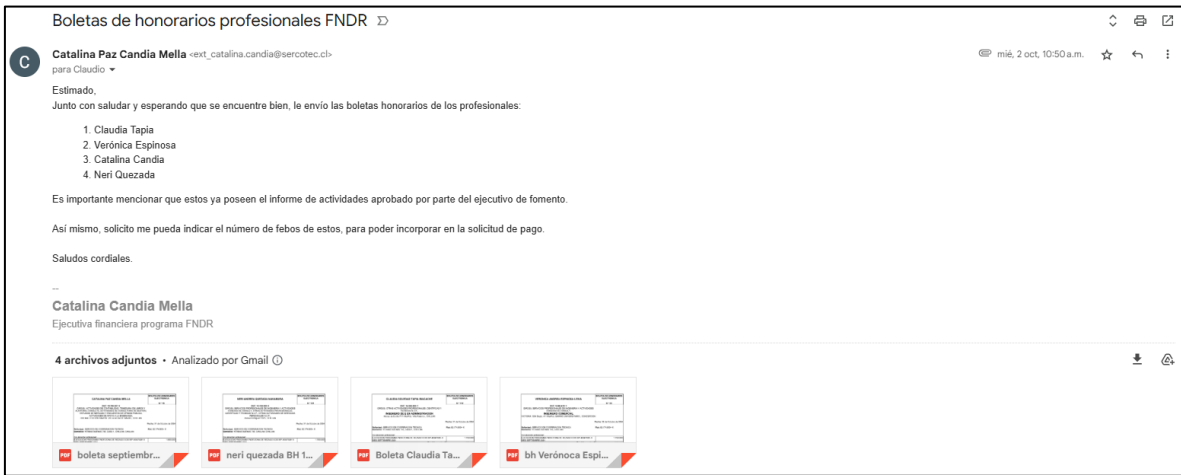 Boletas de honorarios profesionales FNDR
C
Catalina Paz Candia Mella <ext_catalina.candia@sercotec.cl>
mié, 2 oct, 10:50 a.m.
para Claudio
Estimado,
Junto con saludar y esperando que se encuentre bien, le envío las boletas honorarios de los profesionales:
1. Claudia Tapia
2. Verónica Espinosa
3. Catalina Candia
4. Neri Quezada
Es importante mencionar que estos ya poseen el informe de actividades aprobado por parte del ejecutivo de fomento.
Así mismo, solicito me pueda indicar el número de febos de estos, para poder incorporar en la solicitud de pago.
Saludos cordiales.
--
Catalina Candia Mella
Ejecutiva financiera programa FNDR
4 archivos adjuntos • Analizado por Gmail
PDF boleta septiembr...
PDF neri quezada BH 1...
PDF Boleta Claudia Ta...
PDF bh Verónoca Espi...